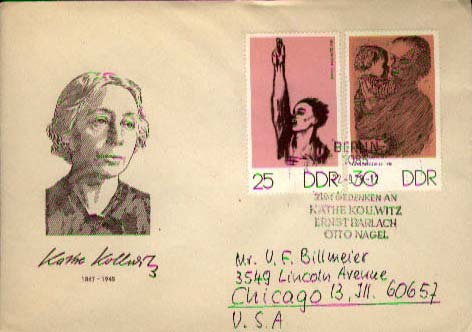 25 DDR
30 DDR
BERLIN
1085
ZUM GEDENKEN AN
KÄTHE KOLLWITZ
ERNST BARLACH
OTTO NAGEL
Käthe Kollwitz
1867 - 1945
Mr. V. F. Billmeier
3549 Lincoln Avenue
Chicago 13, Ill. 60657
U. S. A